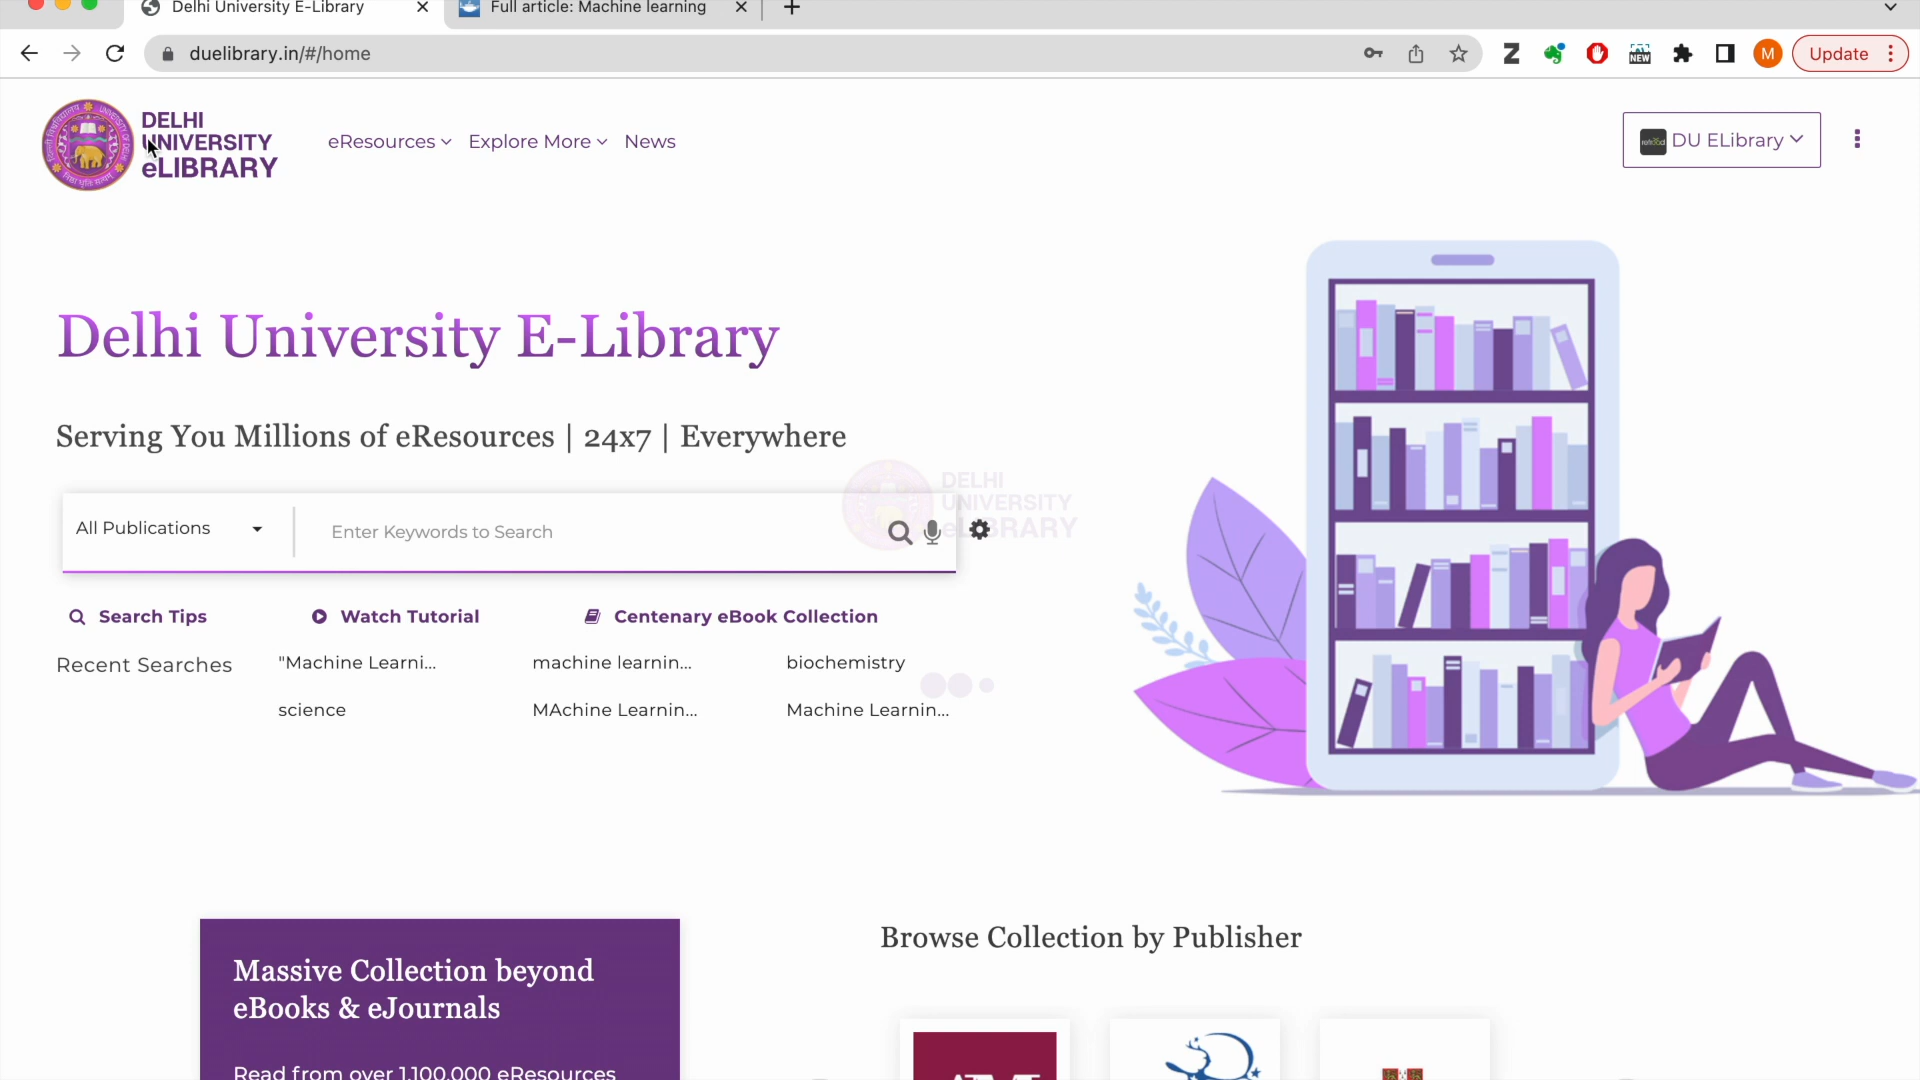 Delhi University E-Library
Full article: Machine learning
duelibrary.in/#/home
NEW
M
Update
DELHI
UNIVERSITY
eLIBRARY
eResources
Explore More
News
DU ELibrary
Delhi University E-Library
Serving You Millions of eResources | 24x7 | Everywhere
DELHI
UNIVERSITY
eLIBRARY
All Publications
Enter Keywords to Search
Search Tips
Watch Tutorial
Centenary eBook Collection
Recent Searches
"Machine Learni...
machine learnin...
biochemistry
science
MAchine Learnin...
Machine Learnin...
Massive Collection beyond
eBooks & eJournals
Read from over 1,100,000 eResources
Browse Collection by Publisher